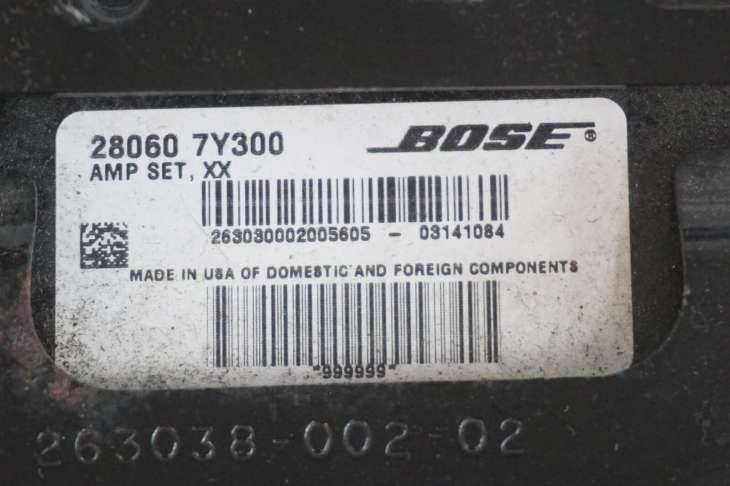 28060 7Y300
BOSE®
AMP SET, XX
263030002005605 - 03141084
MADE IN USA OF DOMESTIC AND FOREIGN COMPONENTS
*999999*
263038-002-02